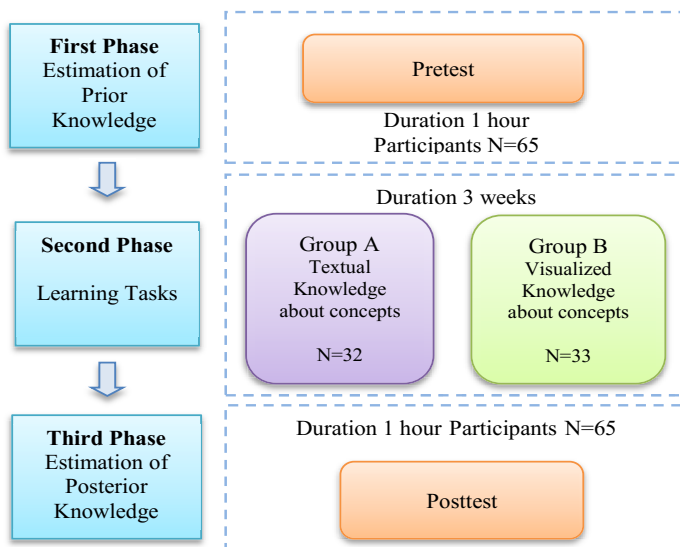 First Phase
Estimation of
Prior
Knowledge
Pretest
Duration 1 hour
Participants N=65
Second Phase
Learning Tasks
Duration 3 weeks
Group A
Textual
Knowledge
about concepts
N=32
Group B
Visualized
Knowledge
about concepts
N=33
Third Phase
Estimation of
Posterior
Knowledge
Duration 1 hour Participants N=65
Posttest